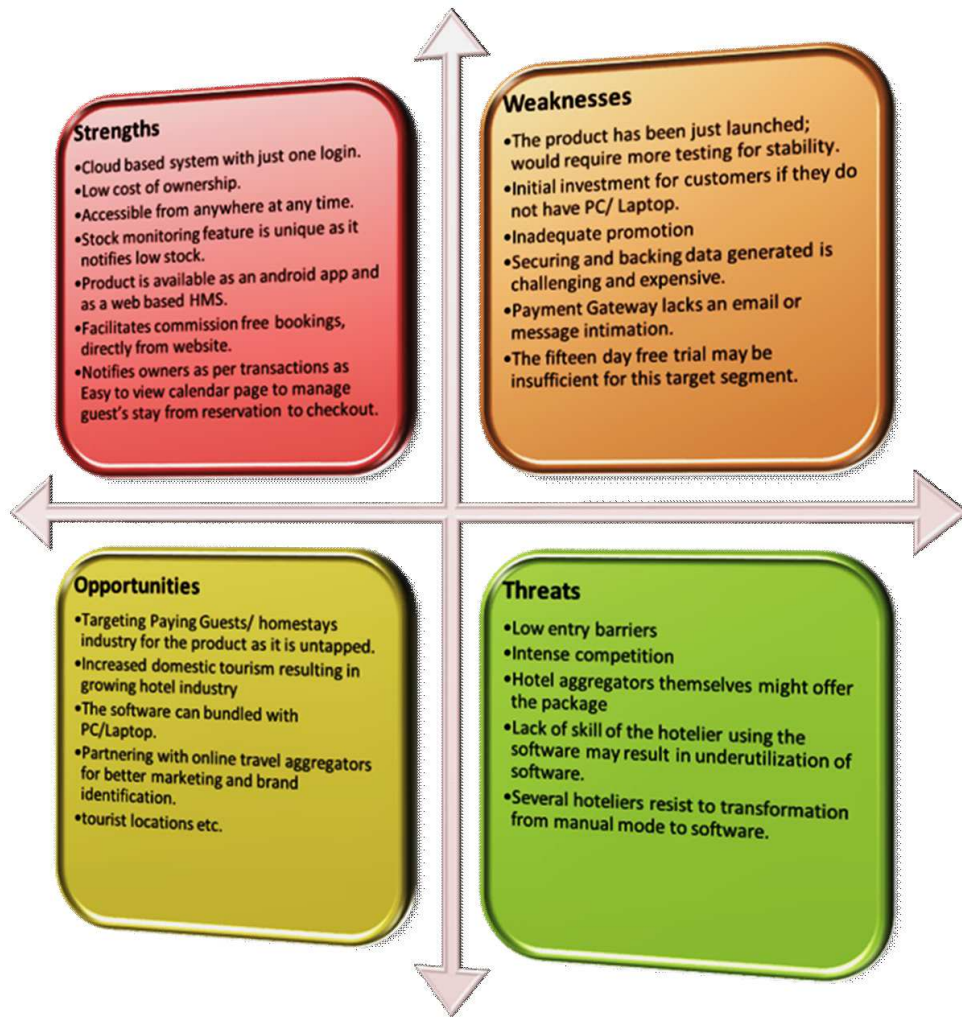 Strengths
•Cloud based system with just one login.
•Low cost of ownership.
•Accessible from anywhere at any time.
•Stock monitoring feature is unique as it
notifies low stock.
•Product is available as an android app and
as a web based HMS.
•Facilitates commission free bookings,
directly from website.
•Notifies owners as per transactions as
Easy to view calendar page to manage
guest's stay from reservation to checkout.
Weaknesses
•The product has been just launched;
would require more testing for stability.
•Initial investment for customers if they do
not have PC/ Laptop.
•Inadequate promotion
•Securing and backing data generated is
challenging and expensive.
•Payment Gateway lacks an email or
message intimation.
•The fifteen day free trial may be
insufficient for this target segment.
Opportunities
•Targeting Paying Guests/ homestays
industry for the product as it is untapped.
•Increased domestic tourism resulting in
growing hotel industry
•The software can bundled with
PC/Laptop.
•Partnering with online travel aggregators
for better marketing and brand
identification.
•tourist locations etc.
Threats
•Low entry barriers
•Intense competition
•Hotel aggregators themselves might offer
the package
•Lack of skill of the hotelier using the
software may result in underutilization of
software.
•Several hoteliers resist to transformation
from manual mode to software.